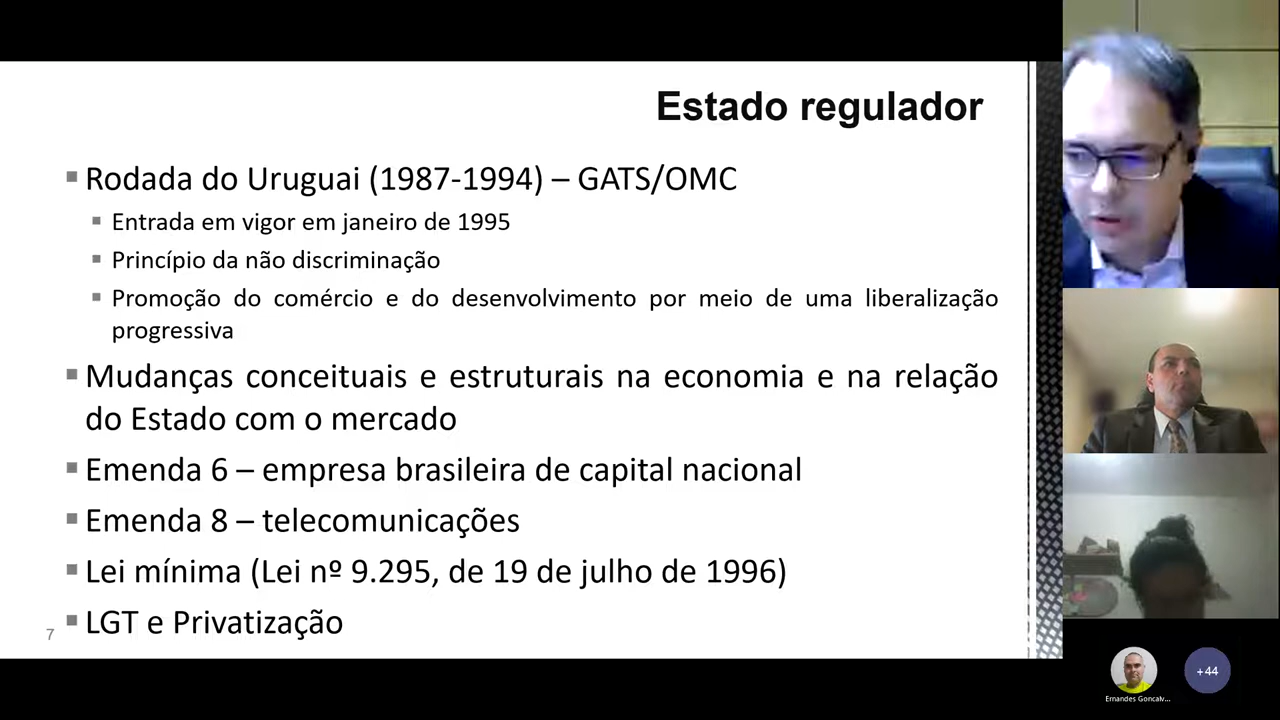 Estado regulador
Rodada do Uruguai (1987-1994) – GATS/OMC
Entrada em vigor em janeiro de 1995
Princípio da não discriminação
Promoção do comércio e do desenvolvimento por meio de uma liberalização
progressiva
Mudanças conceituais e estruturais na economia e na relação
do Estado com o mercado
Emenda 6 – empresa brasileira de capital nacional
Emenda 8 – telecomunicações
Lei mínima (Lei nº 9.295, de 19 de julho de 1996)
LGT e Privatização
7
Ernandes Goncalv...
+44